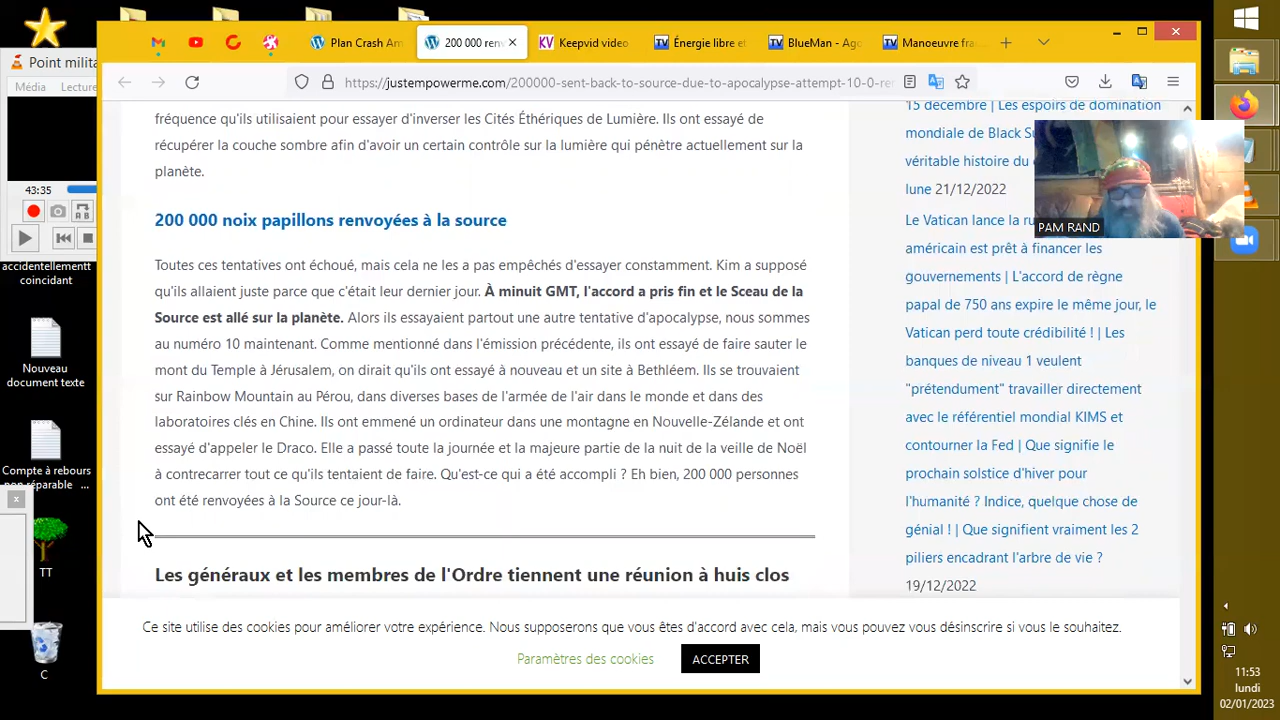 Point milita
Média Lecture
43:35
accidentellementt
coincidant
Nouveau
document texte
Compte à rebours
non réparable ...
TT
C
Plan Crash Am
200 000 renv
Keepvid video
Énergie libre et
BlueMan - Ago
Manoeuvre fra
https://justempowerme.com/200000-sent-back-to-source-due-to-apocalypse-attempt-10-0-re
fréquence qu'ils utilisaient pour essayer d'inverser les Cités Éthériques de Lumière. Ils ont essayé de
récupérer la couche sombre afin d'avoir un certain contrôle sur la lumière qui pénètre actuellement sur la
planète.
200 000 noix papillons renvoyées à la source
Toutes ces tentatives ont échoué, mais cela ne les a pas empêchés d'essayer constamment. Kim a supposé
qu'ils allaient juste parce que c'était leur dernier jour. À minuit GMT, l'accord a pris fin et le Sceau de la
Source est allé sur la planète. Alors ils essayaient partout une autre tentative d'apocalypse, nous sommes
au numéro 10 maintenant. Comme mentionné dans l'émission précédente, ils ont essayé de faire sauter le
mont du Temple à Jérusalem, on dirait qu'ils ont essayé à nouveau et un site à Bethléem. Ils se trouvaient
sur Rainbow Mountain au Pérou, dans diverses bases de l'armée de l'air dans le monde et dans des
laboratoires clés en Chine. Ils ont emmené un ordinateur dans une montagne en Nouvelle-Zélande et ont
essayé d'appeler le Draco. Elle a passé toute la journée et la majeure partie de la nuit de la veille de Noël
à contrecarrer tout ce qu'ils tentaient de faire. Qu'est-ce qui a été accompli ? Eh bien, 200 000 personnes
ont été renvoyées à la Source ce jour-là.
Les généraux et les membres de l'Ordre tiennent une réunion à huis clos
15 décembre | Les espoirs de domination
mondiale de Black Su
véritable histoire du
lune 21/12/2022
Le Vatican lance la ru
américain est prêt à financer les
gouvernements | L'accord de règne
papal de 750 ans expire le même jour, le
Vatican perd toute crédibilité ! | Les
banques de niveau 1 veulent
"prétendument" travailler directement
avec le référentiel mondial KIMS et
contourner la Fed | Que signifie le
prochain solstice d'hiver pour
l'humanité ? Indice, quelque chose de
génial ! | Que signifient vraiment les 2
piliers encadrant l'arbre de vie ?
19/12/2022
PAM RAND
Ce site utilise des cookies pour améliorer votre expérience. Nous supposerons que vous êtes d'accord avec cela, mais vous pouvez vous désinscrire si vous le souhaitez.
Paramètres des cookies
ACCEPTER
11:53
lundi
02/01/2023